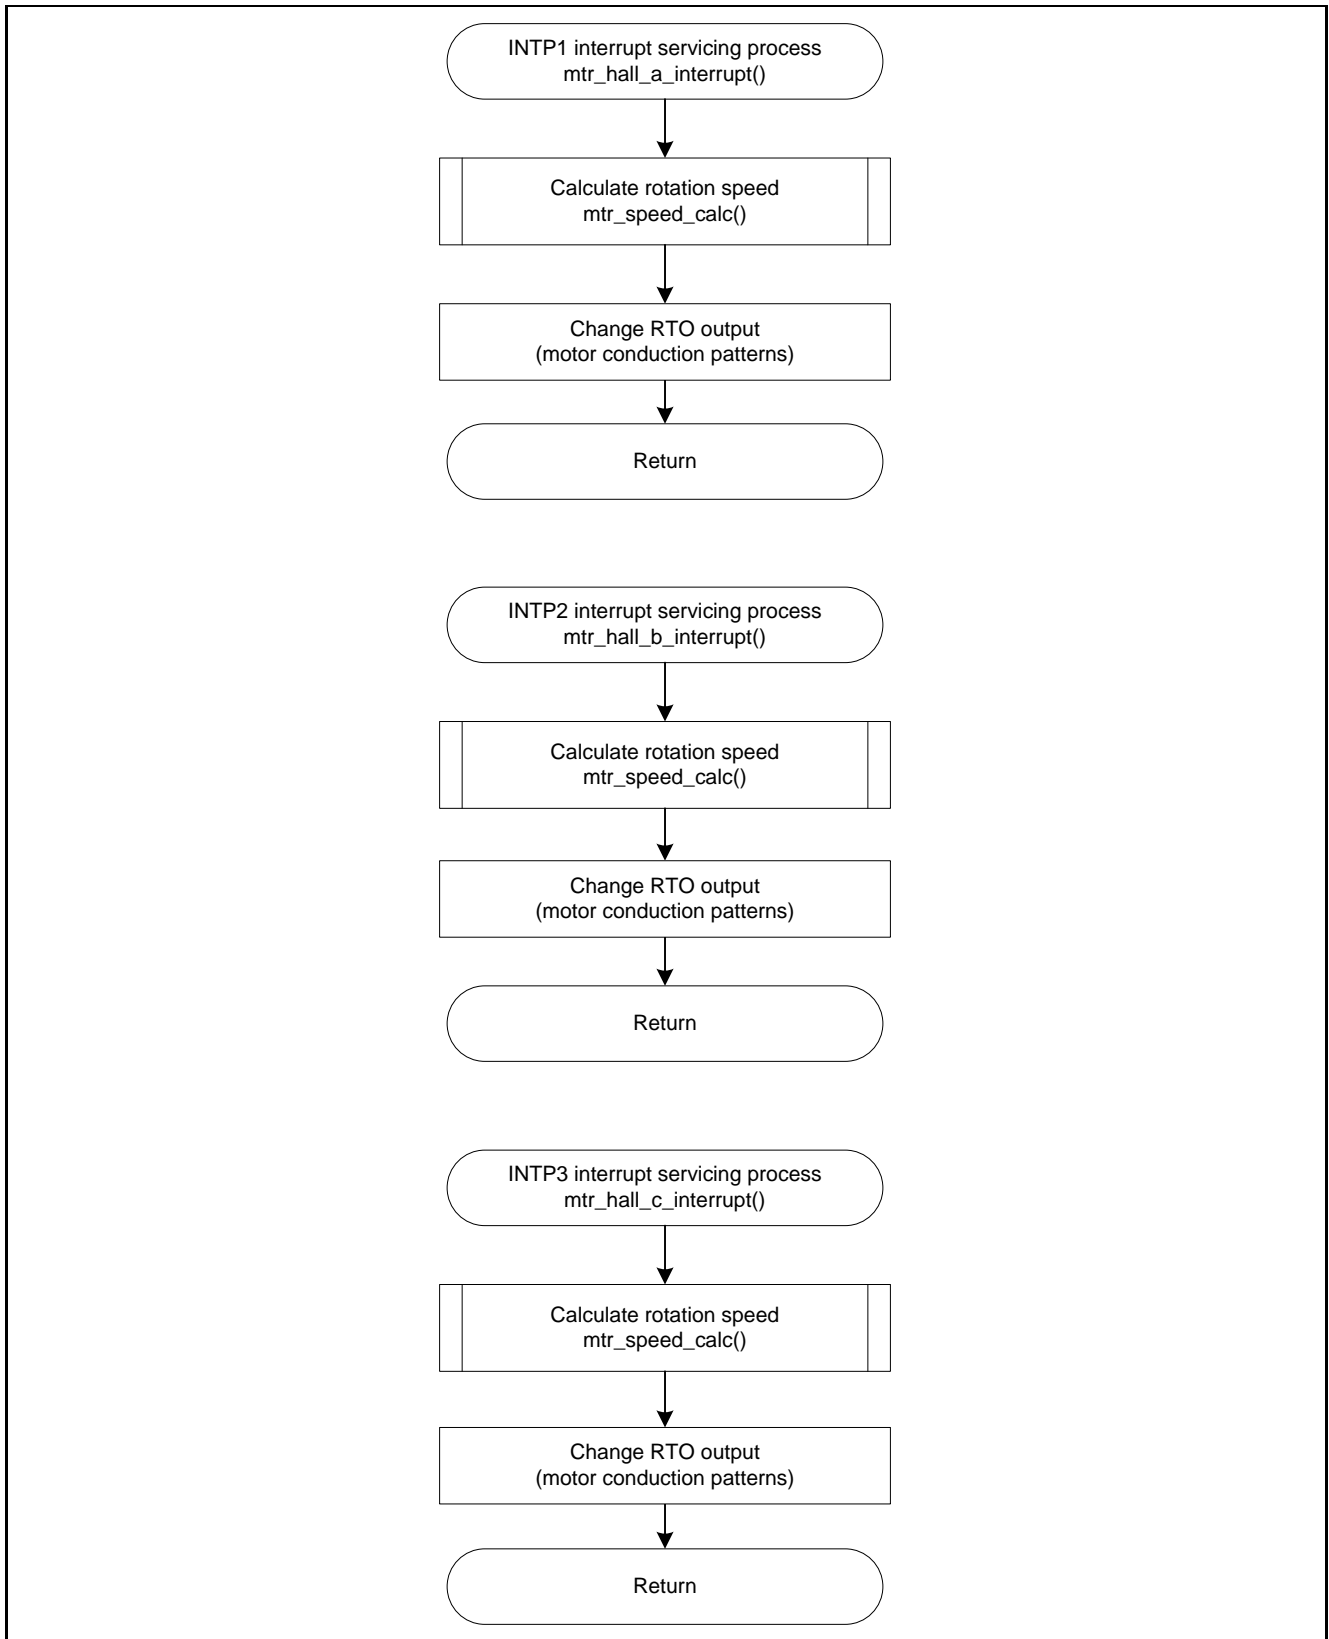 INTP1 interrupt servicing process
mtr_hall_a_interrupt()
Calculate rotation speed
mtr_speed_calc()
Change RTO output
(motor conduction patterns)
Return
INTP2 interrupt servicing process
mtr_hall_b_interrupt()
Calculate rotation speed
mtr_speed_calc()
Change RTO output
(motor conduction patterns)
Return
INTP3 interrupt servicing process
mtr_hall_c_interrupt()
Calculate rotation speed
mtr_speed_calc()
Change RTO output
(motor conduction patterns)
Return